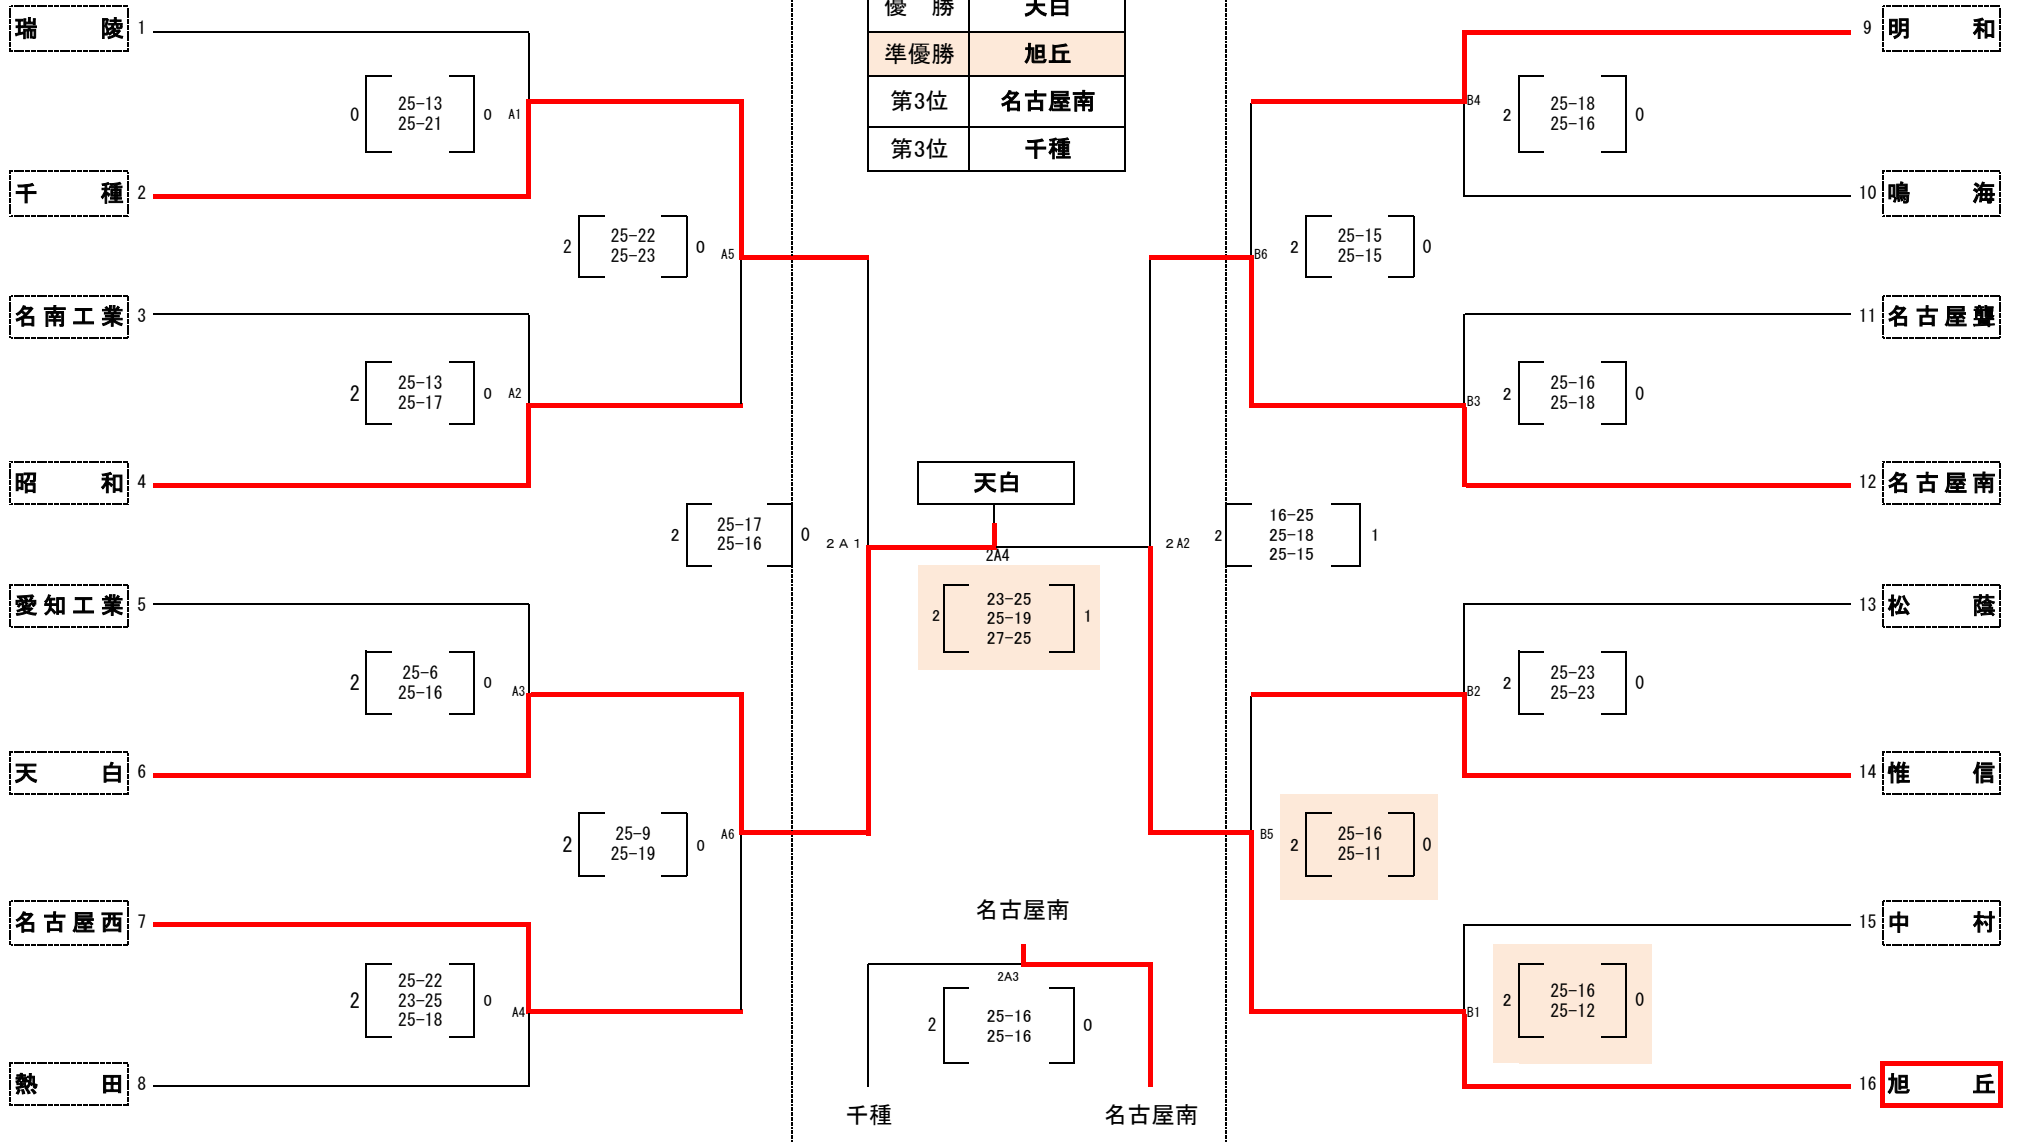 優 勝 天白
準優勝 旭丘
第3位 名古屋南
第3位 千種
瑞 陵 1
0 25-13 0 A1
25-21
千 種 2
2 25-22 0 A5
25-23
名南工業 3
2 25-13 0 A2
25-17
昭 和 4
2 25-17 0 2A1
25-16
愛知工業 5
2 25-6 0 A3
25-16
天 白 6
2 25-9 0 A6
25-19
名古屋西 7
2 25-22 0 A4
23-25
25-18
熱 田 8
天白
2A4
2 23-25 1
25-19
27-25
名古屋南
2A3
2 25-16 0
25-16
千種 名古屋南
9 明 和
B4 2 25-18 0
25-16
10 鳴 海
B6 2 25-15 0
25-15
11 名古屋聾
B3 2 25-16 0
25-18
12 名古屋南
2A2 2 16-25 1
25-18
25-15
13 松 蔭
B2 2 25-23 0
25-23
14 惟 信
B5 2 25-16 0
25-11
15 中 村
B1 2 25-16 0
25-12
16 旭 丘